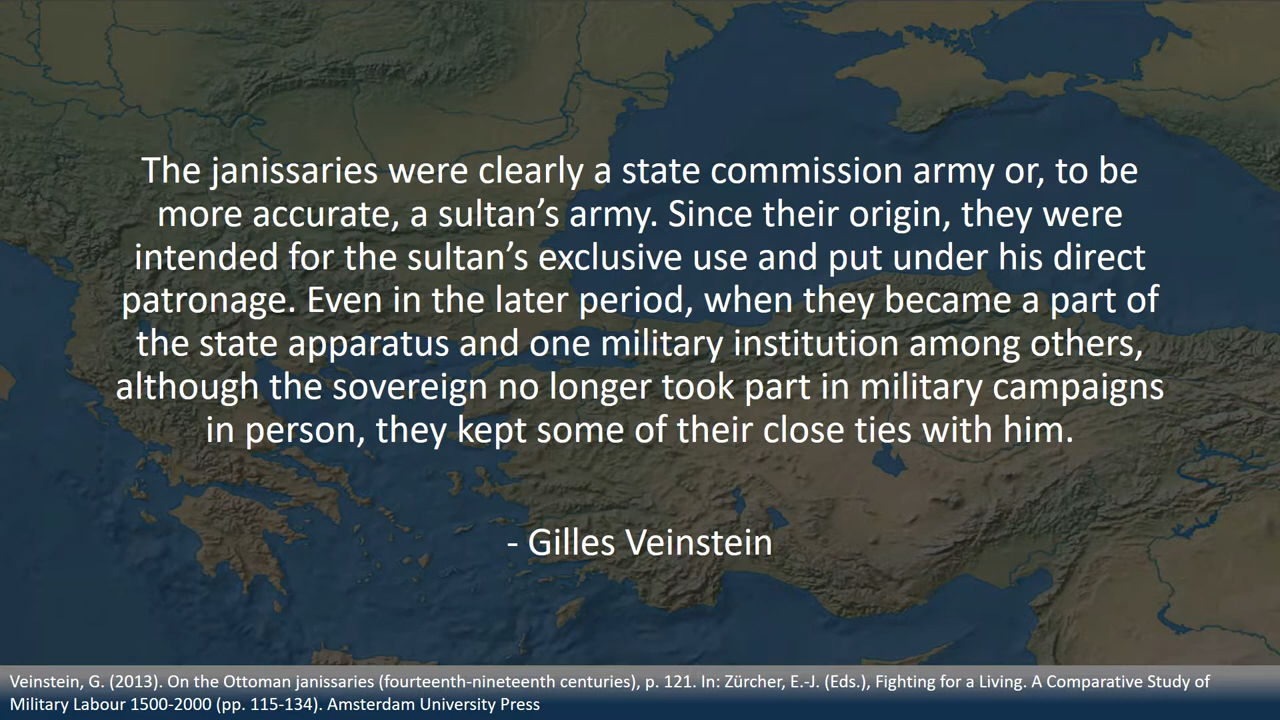 The janissaries were clearly a state commission army or, to be
more accurate, a sultan’s army. Since their origin, they were
intended for the sultan’s exclusive use and put under his direct
patronage. Even in the later period, when they became a part of
the state apparatus and one military institution among others,
although the sovereign no longer took part in military campaigns
in person, they kept some of their close ties with him.
- Gilles Veinstein
Veinstein, G. (2013). On the Ottoman janissaries (fourteenth-nineteenth centuries), p. 121. In: Zürcher, E.-J. (Eds.), Fighting for a Living. A Comparative Study of
Military Labour 1500-2000 (pp. 115-134). Amsterdam University Press